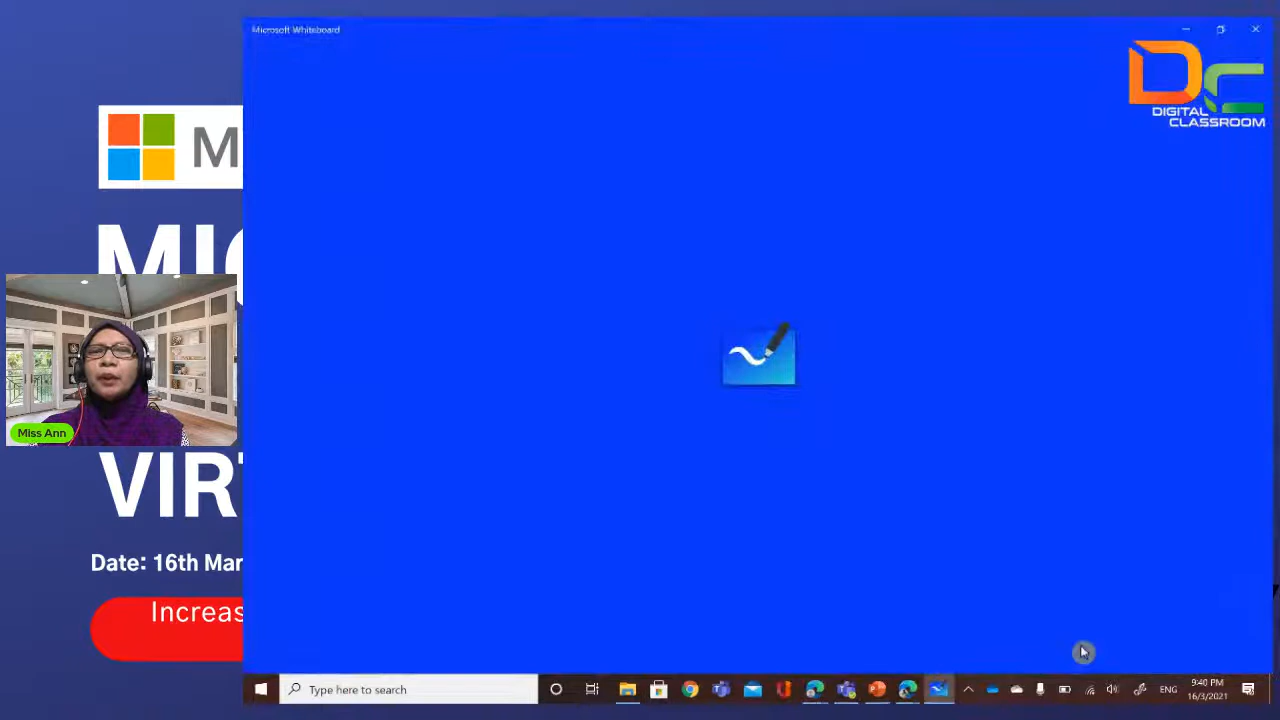 Microsoft Whiteboard
DIGITAL
CLASSROOM
M
MIC
Miss Ann
VIRT
Date: 16th Mar
Increas
Type here to search
ENG
9:40 PM
16/3/2021